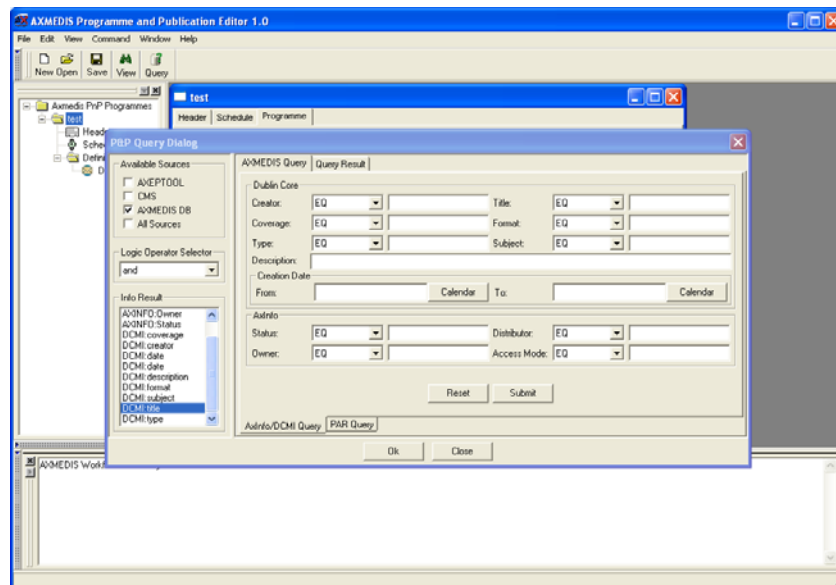 AXMEDIS Programme and Publication Editor 1.0
File Edit View Command Window Help
New Open Save View Query
Axmedis PnP Programmes
test
Head
Sche
Defin
D
test
Header Schedule Programme
P&P Query Dialog
Available Sources
AXEPTOOL
CMS
AXMEDIS DB
All Sources
Logic Operator Selector
and
Info Result
AXINFO:Owner
AXINFO:Status
DCMI:coverage
DCMI:creator
DCMI:date
DCMI:date
DCMI:description
DCMI:format
DCMI:subject
DCMI:title
DCMI:type
AXMEDIS Query Query Result
Dublin Core
Creator: EQ Title: EQ
Coverage: EQ Format: EQ
Type: EQ Subject: EQ
Description:
Creation Date
From: Calendar To: Calendar
AxInfo
Status: EQ Distributor: EQ
Owner: EQ Access Mode: EQ
Reset Submit
AxInfo/DCMI Query PAR Query
Ok Close
AXMEDIS Work